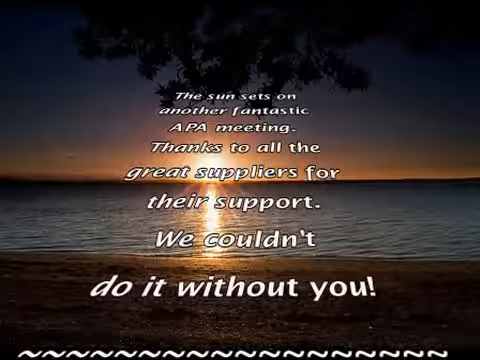 The sun sets on
another fantastic
APA meeting.
Thanks to all the
great suppliers for
their support.
We couldn't
do it without you!
~~~~~~~~~~~~~~~~~~